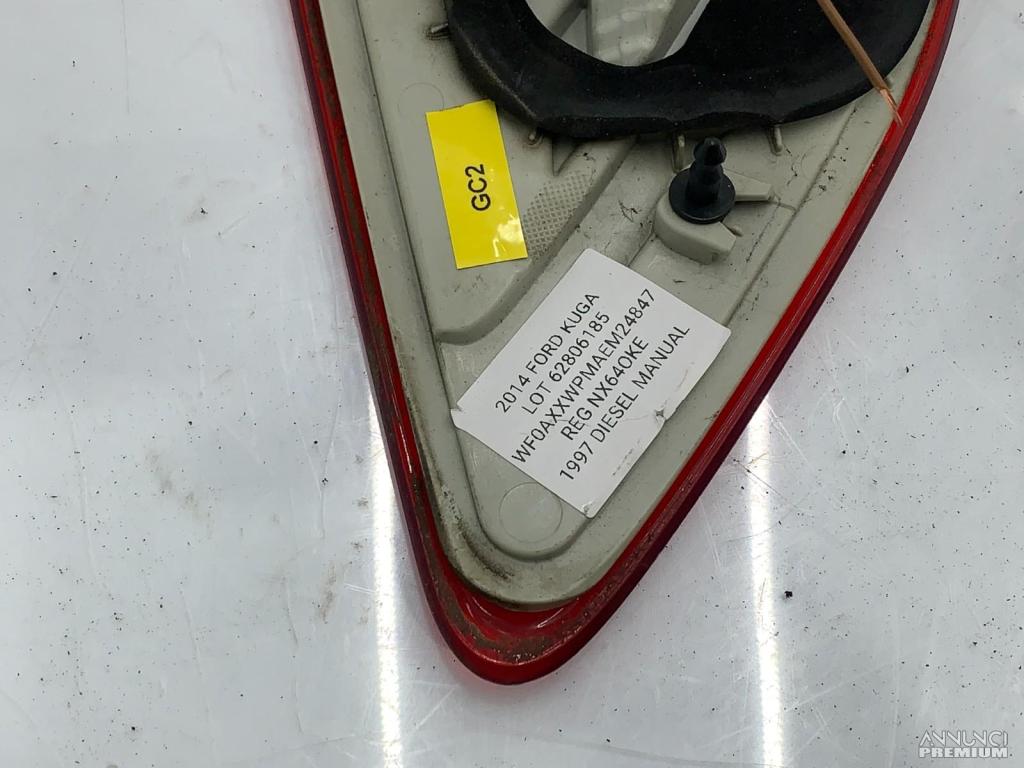 GC2
2014 FORD KUGA
LOT 62806185
WF0AXXWPMAEM24847
REG NX64OKE
1997 DIESEL MANUAL
ANNUNCI
PREMIUM